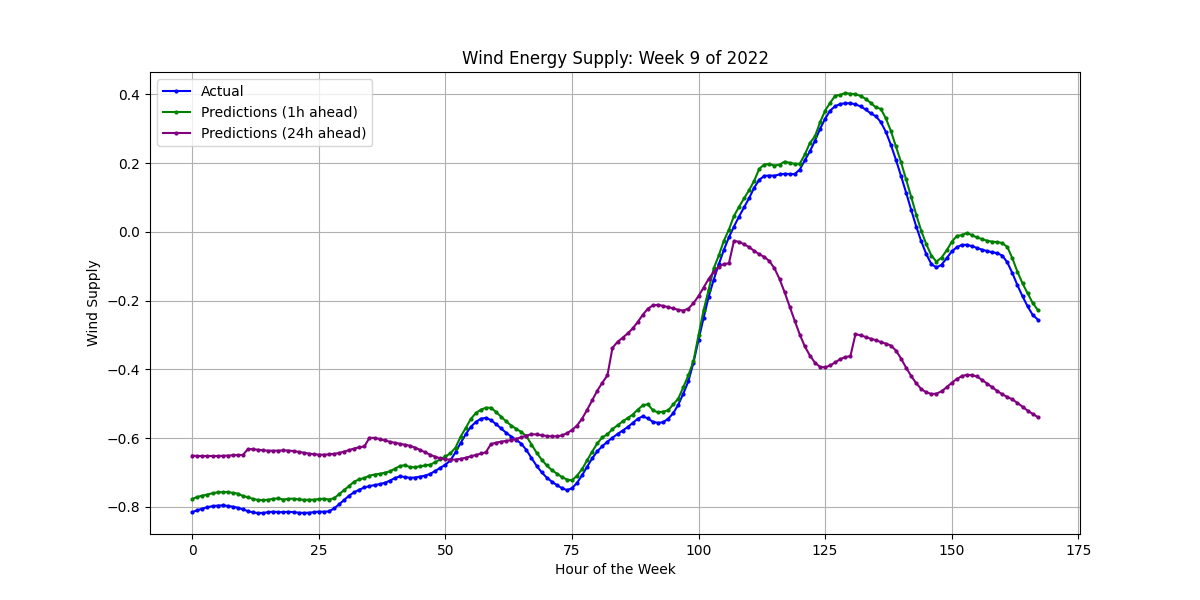 Wind Energy Supply: Week 9 of 2022
Actual
Predictions (1h ahead)
Predictions (24h ahead)
0.4
0.2
0.0
−0.2
−0.4
−0.6
−0.8
Wind Supply
0 25 50 75 100 125 150 175
Hour of the Week